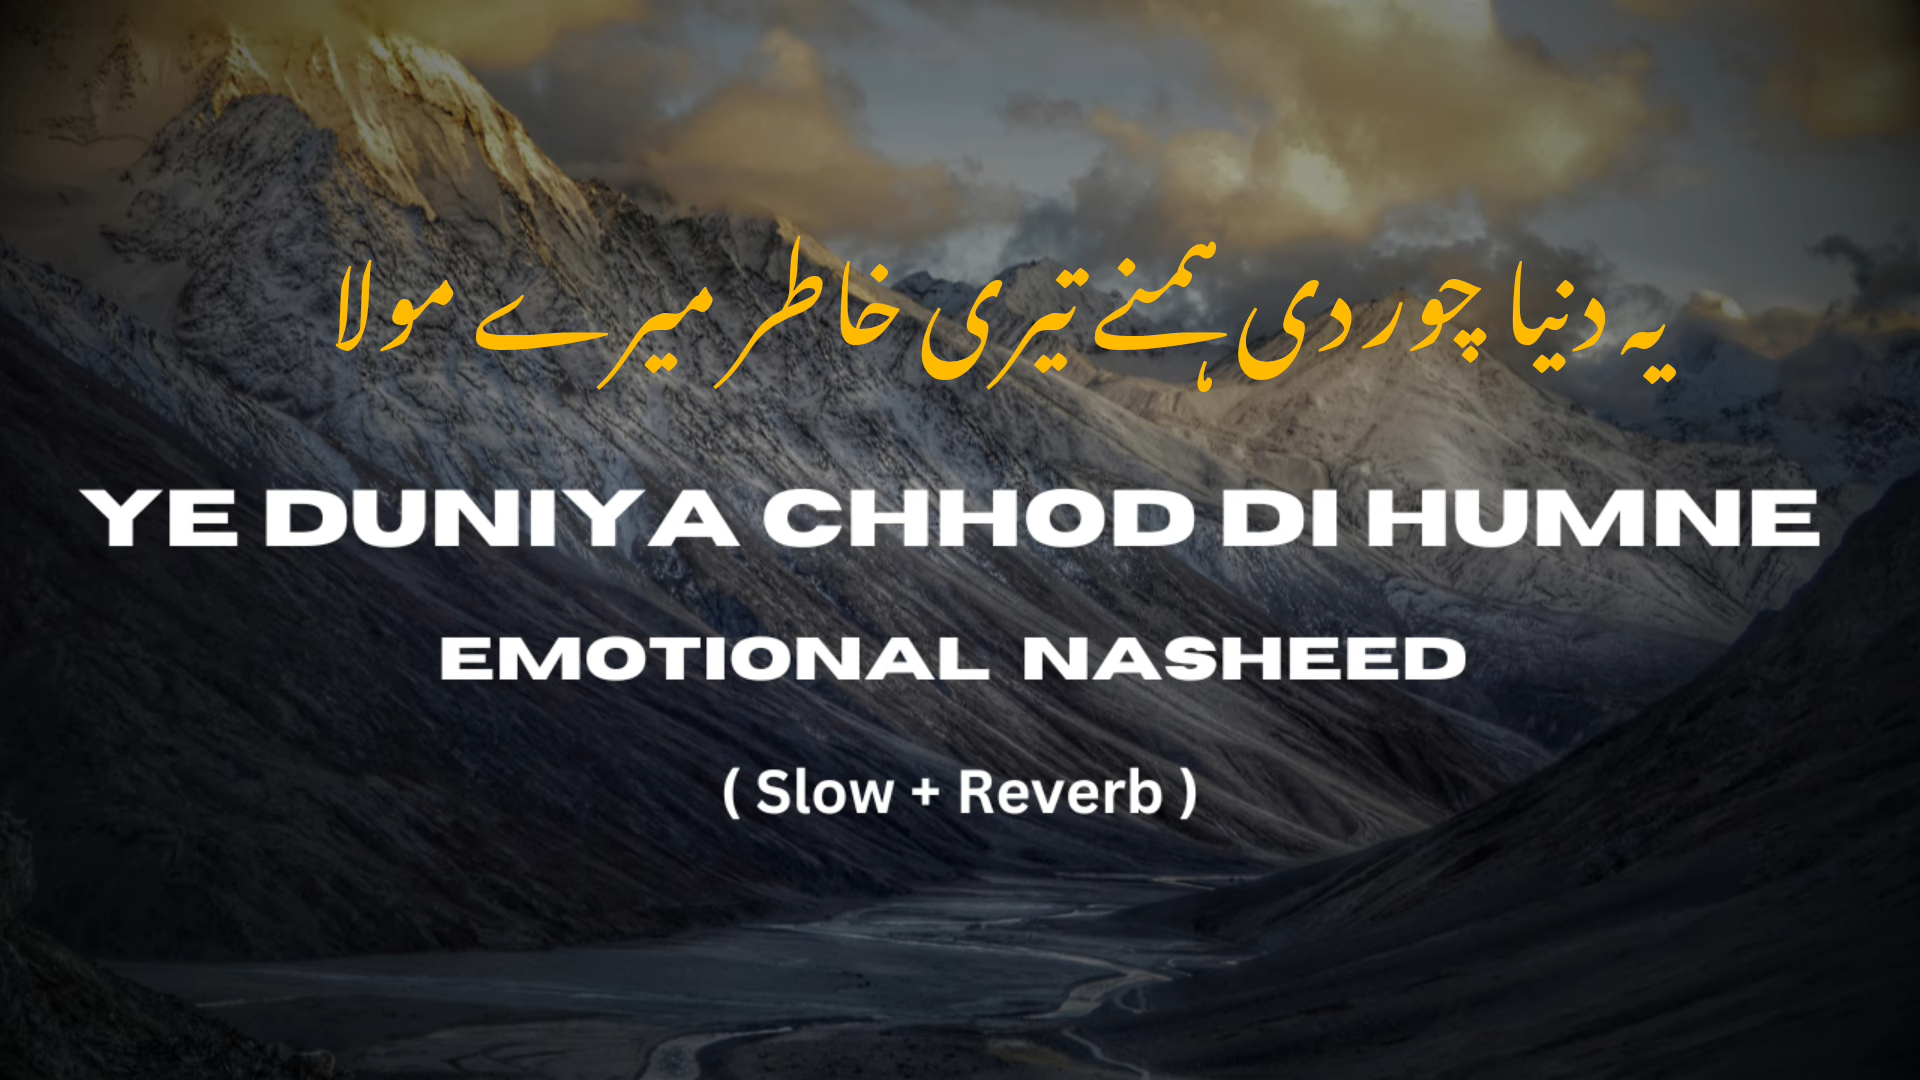 یہ دنیا چور دی ہمنے تیری خاطر میرے مولا
YE DUNIYA CHHOD DI HUMNE
EMOTIONAL NASHEED
( Slow + Reverb )